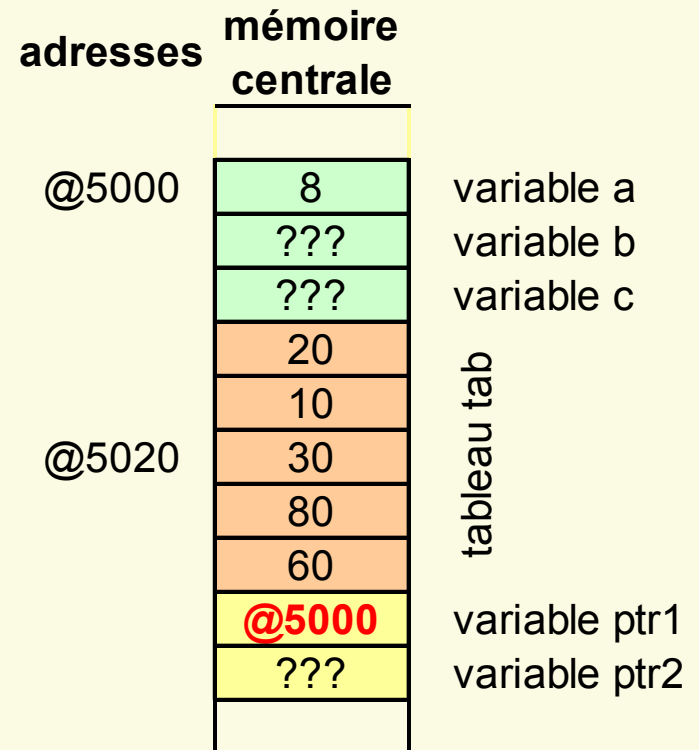 adresses mémoire centrale
@5000 8 variable a
??? variable b
??? variable c
20
10
@5020 30
80
60
tableau tab
@5000 variable ptr1
??? variable ptr2